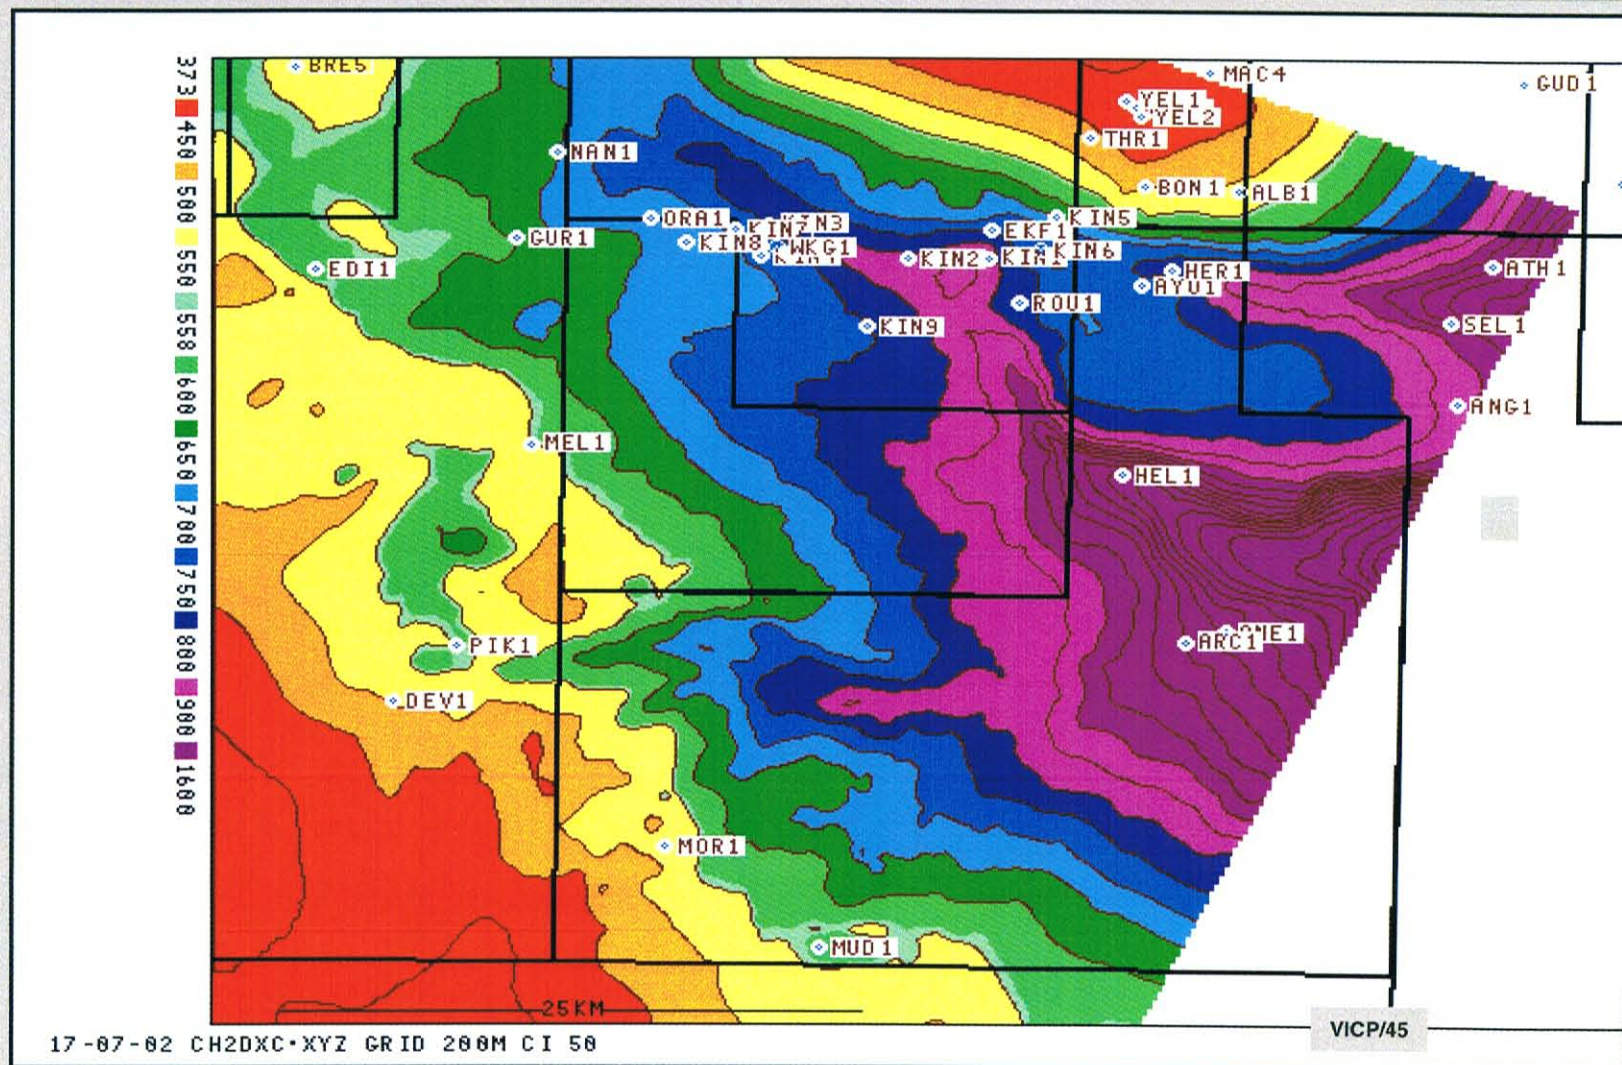 373
450
500
550
558
600
650
700
750
800
900
1600
BRE5
MAC4
GUD1
YEL1
YEL2
THR1
NAN1
BON1
ALB1
ORA1
KIN5
KIN7
GUR1
KIN8
WKG1
EKF1
KIN6
KIN2
EDI1
HER1
ATH1
AYU1
ROU1
KIN9
SEL1
ANG1
MEL1
HEL1
PIK1
ARC1
DEV1
MOR1
MUD1
25KM
17-07-02 CH2DXC·XYZ GRID 200M CI 50
VICP/45